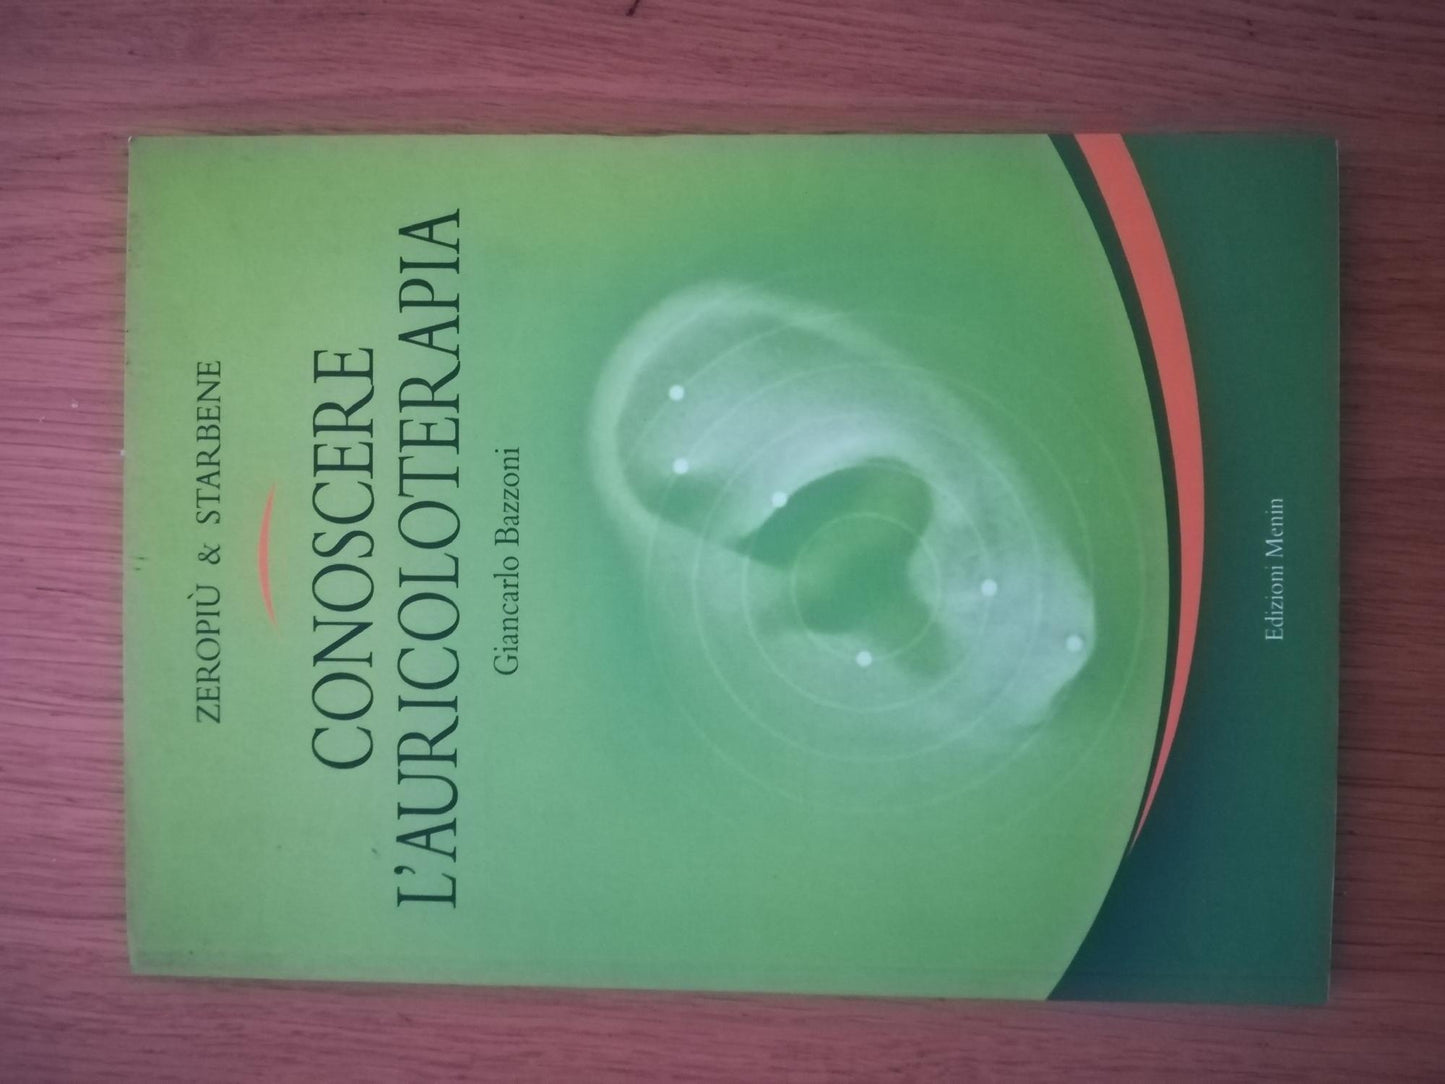 ZEROPIÙ & STARBENE
CONOSCERE
L'AURICOLOTERAPIA
Giancarlo Bazzoni
Edizioni Menin